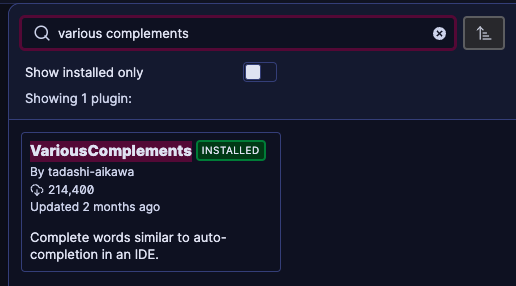 various complements
Show installed only
Showing 1 plugin:
VariousComplements INSTALLED
By tadashi-aikawa
214,400
Updated 2 months ago
Complete words similar to auto-
completion in an IDE.